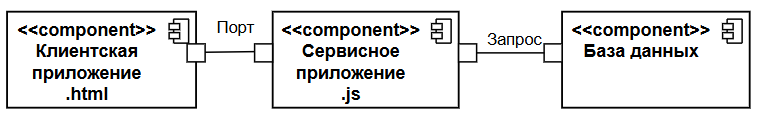 <<component>>
Клиентская
приложение
.html
Порт
<<component>>
Сервисное
приложение
.js
Запрос
<<component>>
База данных